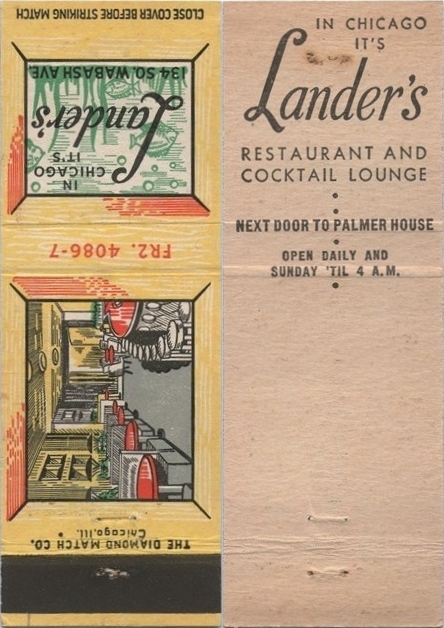 CLOSE COVER BEFORE STRIKING MATCH
IN
CHICAGO
IT'S
Lander's
134 SO. WABASH AVE
FR2. 4086-7
THE DIAMOND MATCH CO.
Chicago, Ill.
IN CHICAGO
IT'S
Lander's
RESTAURANT AND
COCKTAIL LOUNGE
NEXT DOOR TO PALMER HOUSE
OPEN DAILY AND
SUNDAY 'TIL 4 A.M.